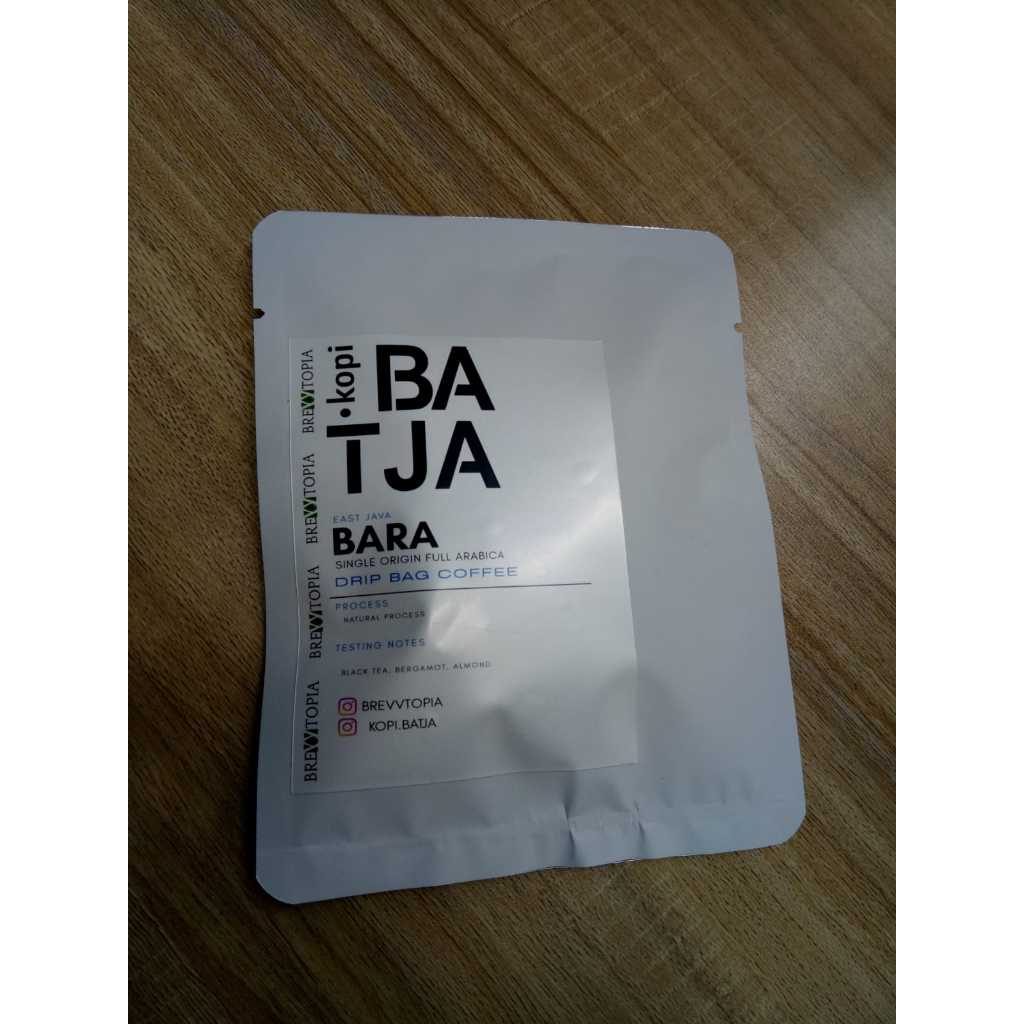 BREVVTOPIA
BREVVTOPIA
BREVVTOPIA
BREVVTOPIA
kopi
BA
TJA
EAST JAVA
BARA
SINGLE ORIGIN FULL ARABICA
DRIP BAG COFFEE
PROCESS
NATURAL PROCESS
TESTING NOTES
BLACK TEA, BERGAMOT, ALMOND
BREVVTOPIA
KOPI.BATJA